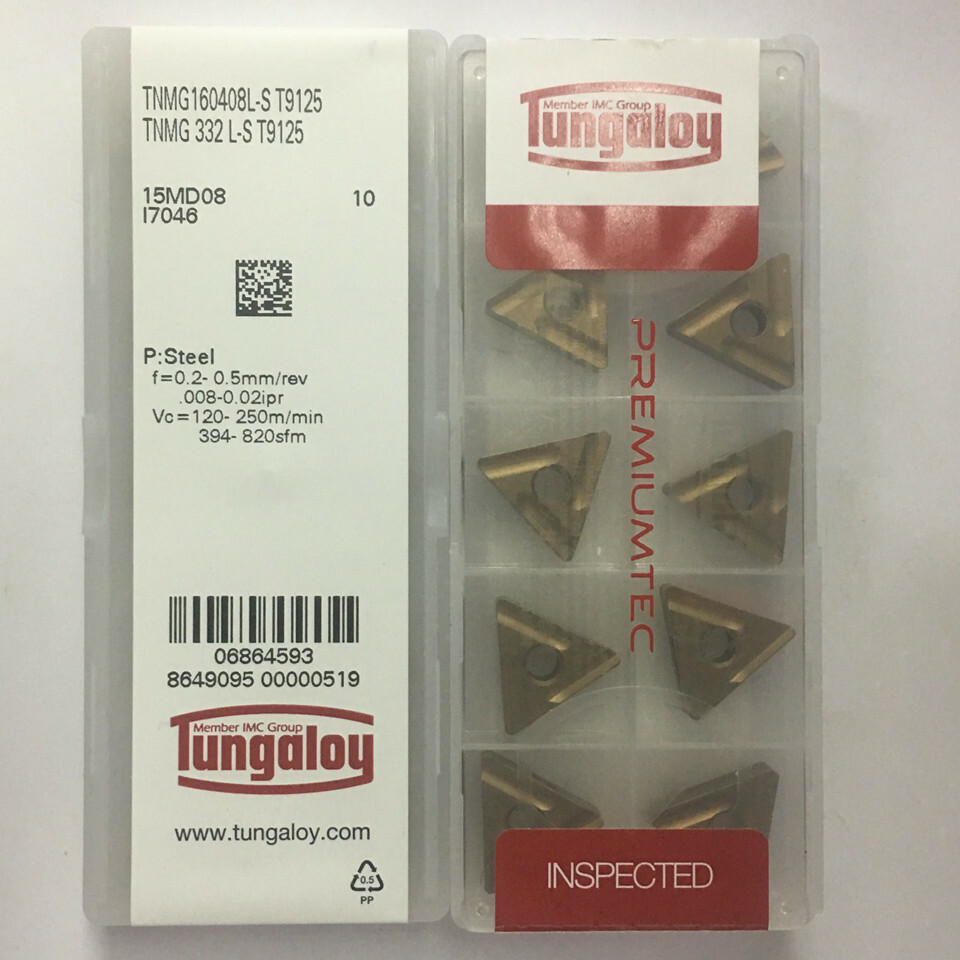 TNMG160408L-S T9125
TNMG 332 L-S T9125
15MD08 10
I7046
P:Steel
f=0.2- 0.5mm/rev
.008-0.02ipr
Vc=120- 250m/min
394- 820sfm
06864593
8649095 00000519
Member IMC Group
Tungaloy
www.tungaloy.com
0.5
PP
Member IMC Group
Tungaloy
PREMIUMTEC
INSPECTED